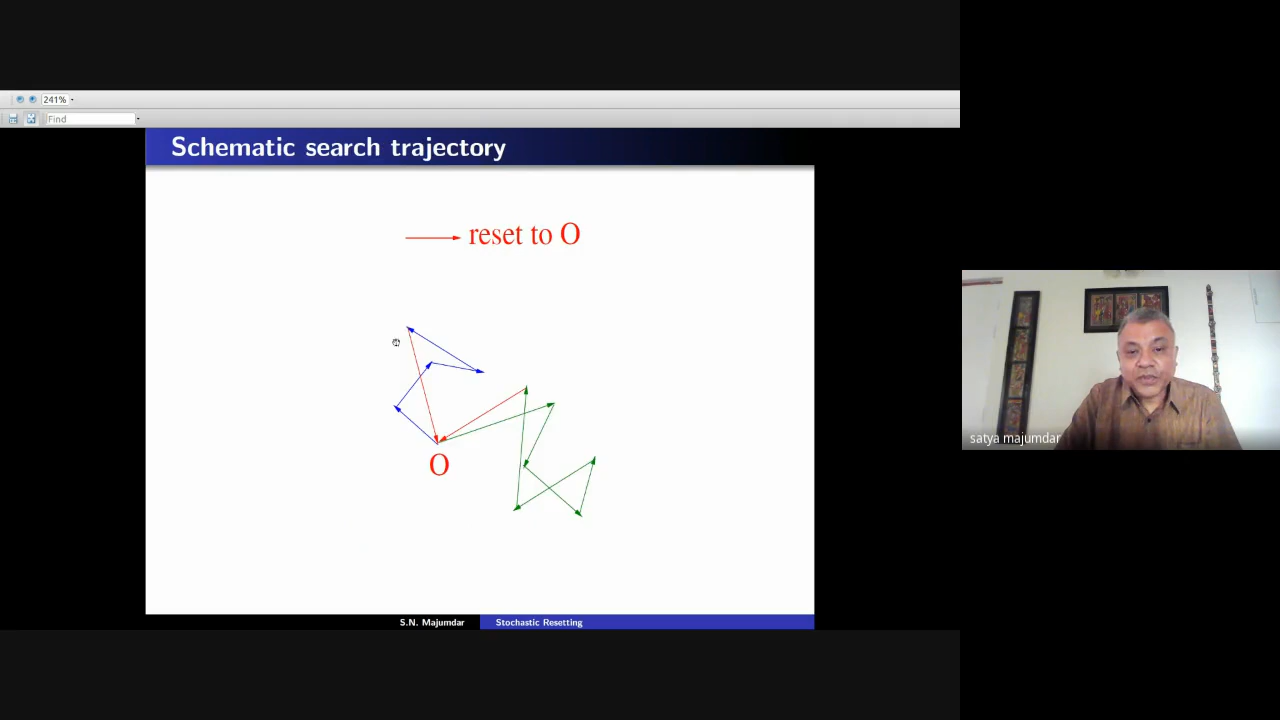 241%
Find
Schematic search trajectory
reset to O
O
S.N. Majumdar
Stochastic Resetting
satya majumdar